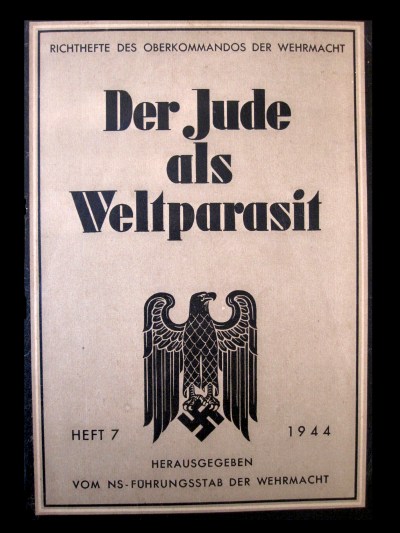 RICHTHEFTE DES OBERKOMMANDOS DER WEHRMACHT
Der Jude
als
Weltparasit
HEFT 7
1944
HERAUSGEGEBEN
VOM NS-FÜHRUNGSSTAB DER WEHRMACHT